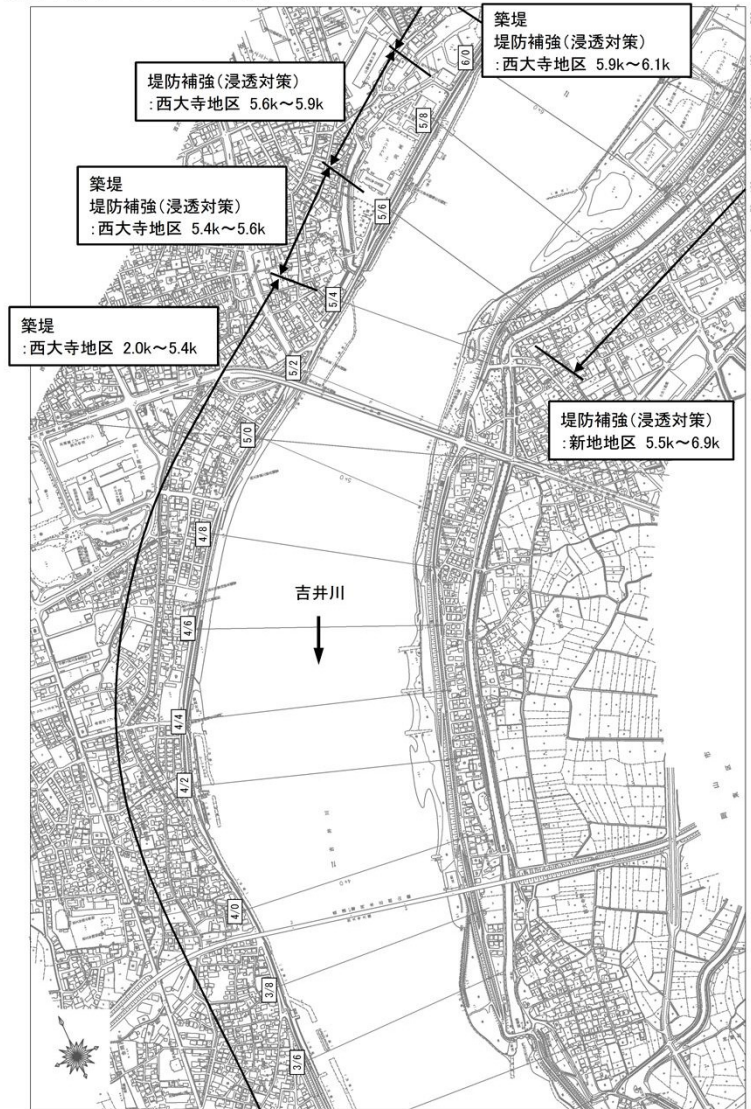 築堤
堤防補強(浸透対策)
:西大寺地区 5.9k～6.1k
堤防補強(浸透対策)
:西大寺地区 5.6k～5.9k
築堤
堤防補強(浸透対策)
:西大寺地区 5.4k～5.6k
築堤
:西大寺地区 2.0k～5.4k
堤防補強(浸透対策)
:新地地区 5.5k～6.9k
6/0
5/8
5/6
5/4
5/2
5/0
4/8
4/6
4/4
4/2
4/0
3/8
3/6
吉井川